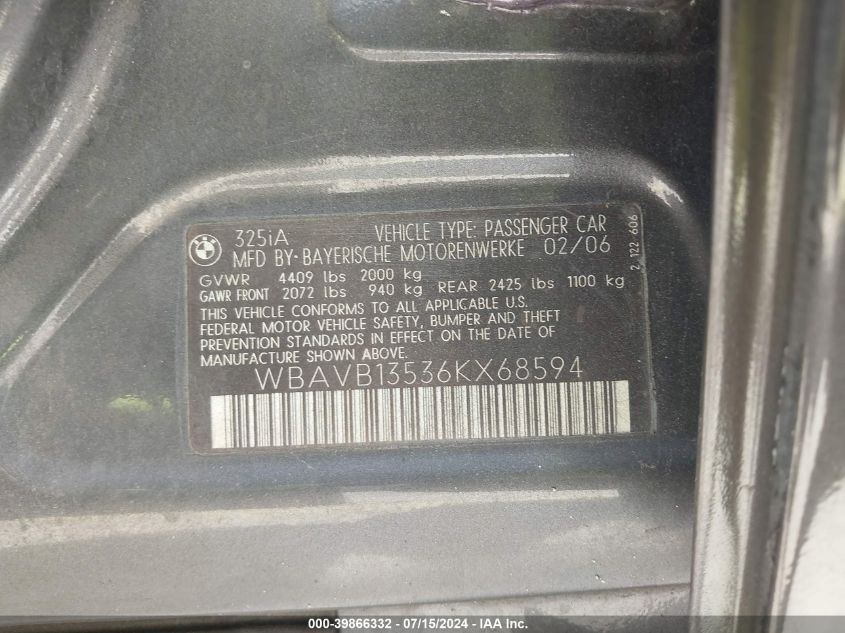 BMW
325iA VEHICLE TYPE: PASSENGER CAR
MFD BY· BAYERISCHE MOTORENWERKE 02/06
GVWR 4409 lbs 2000 kg
GAWR FRONT 2072 lbs 940 kg REAR 2425 lbs 1100 kg
THIS VEHICLE CONFORMS TO ALL APPLICABLE U.S.
FEDERAL MOTOR VEHICLE SAFETY, BUMPER AND THEFT
PREVENTION STANDARDS IN EFFECT ON THE DATE OF
MANUFACTURE SHOWN ABOVE.
WBAVB13536KX68594
2 122 606
000-39866332 - 07/15/2024 - IAA Inc.